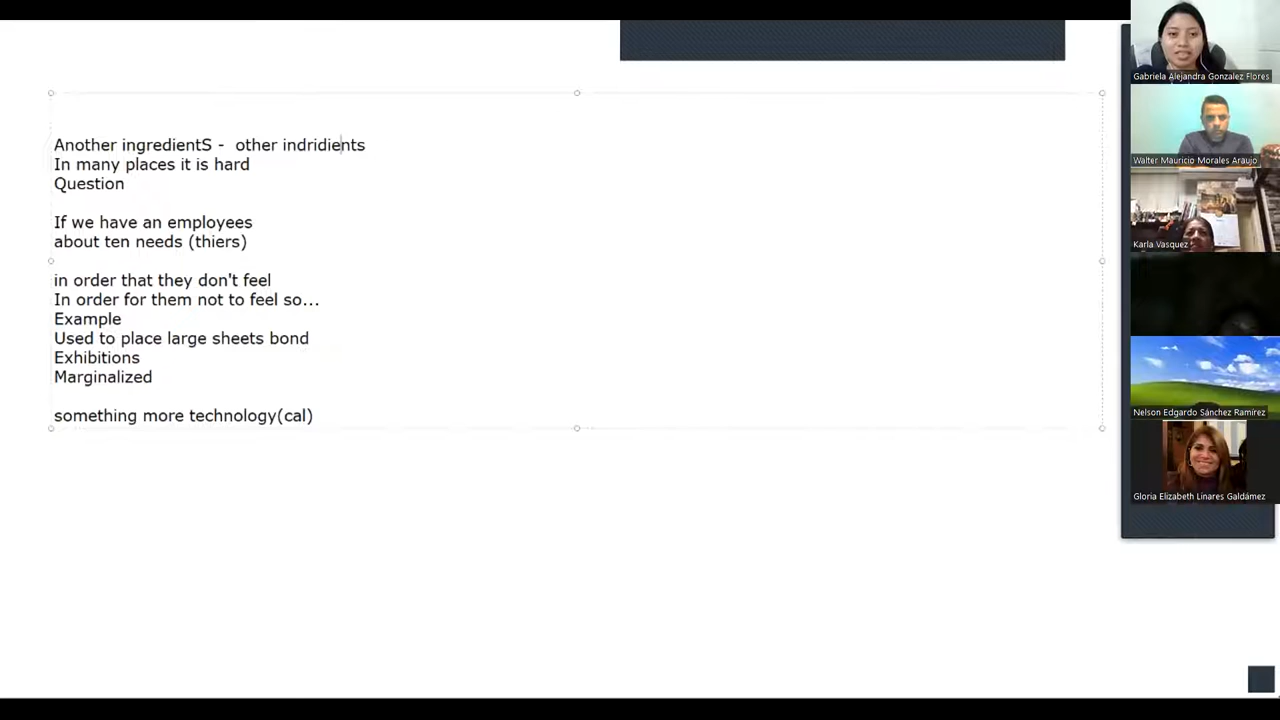 Another ingredientS -  other indridients
In many places it is hard
Question
If we have an employees
about ten needs (thiers)
in order that they don't feel
In order for them not to feel so...
Example
Used to place large sheets bond
Exhibitions
Marginalized
something more technology(cal)
Gabriela Alejandra Gonzalez Flores
Walter Mauricio Morales Araujo
Karla Vasquez
Nelson Edgardo Sánchez Ramírez
Gloria Elizabeth Linares Galdámez